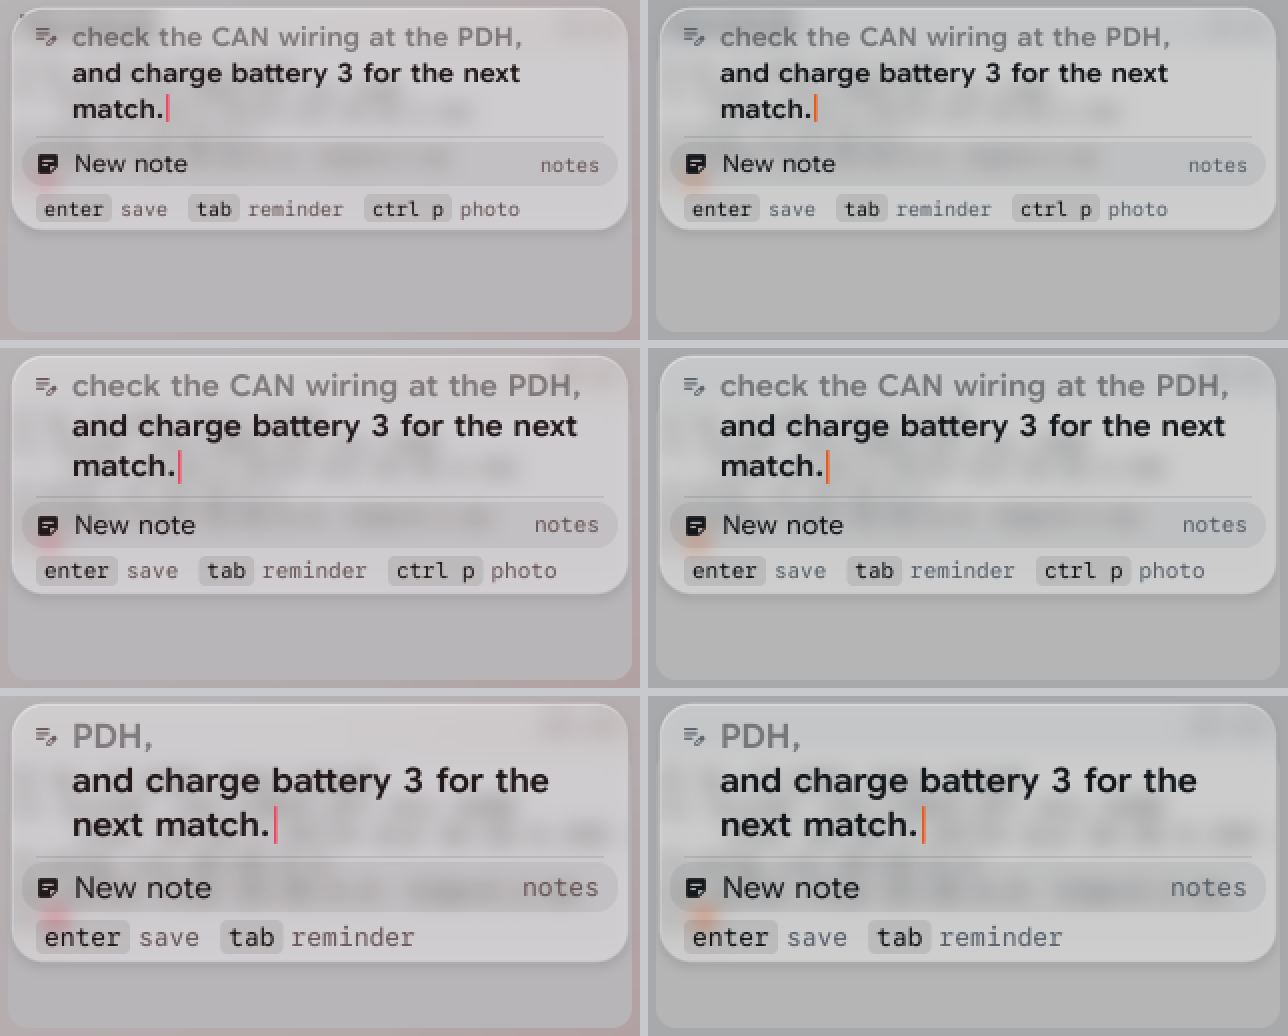 check the CAN wiring at the PDH,
and charge battery 3 for the next
match.
New note notes
enter save tab reminder ctrl p photo
check the CAN wiring at the PDH,
and charge battery 3 for the next
match.
New note notes
enter save tab reminder ctrl p photo
check the CAN wiring at the PDH,
and charge battery 3 for the next
match.
New note notes
enter save tab reminder ctrl p photo
check the CAN wiring at the PDH,
and charge battery 3 for the next
match.
New note notes
enter save tab reminder ctrl p photo
PDH,
and charge battery 3 for the
next match.
New note notes
enter save tab reminder
PDH,
and charge battery 3 for the
next match.
New note notes
enter save tab reminder